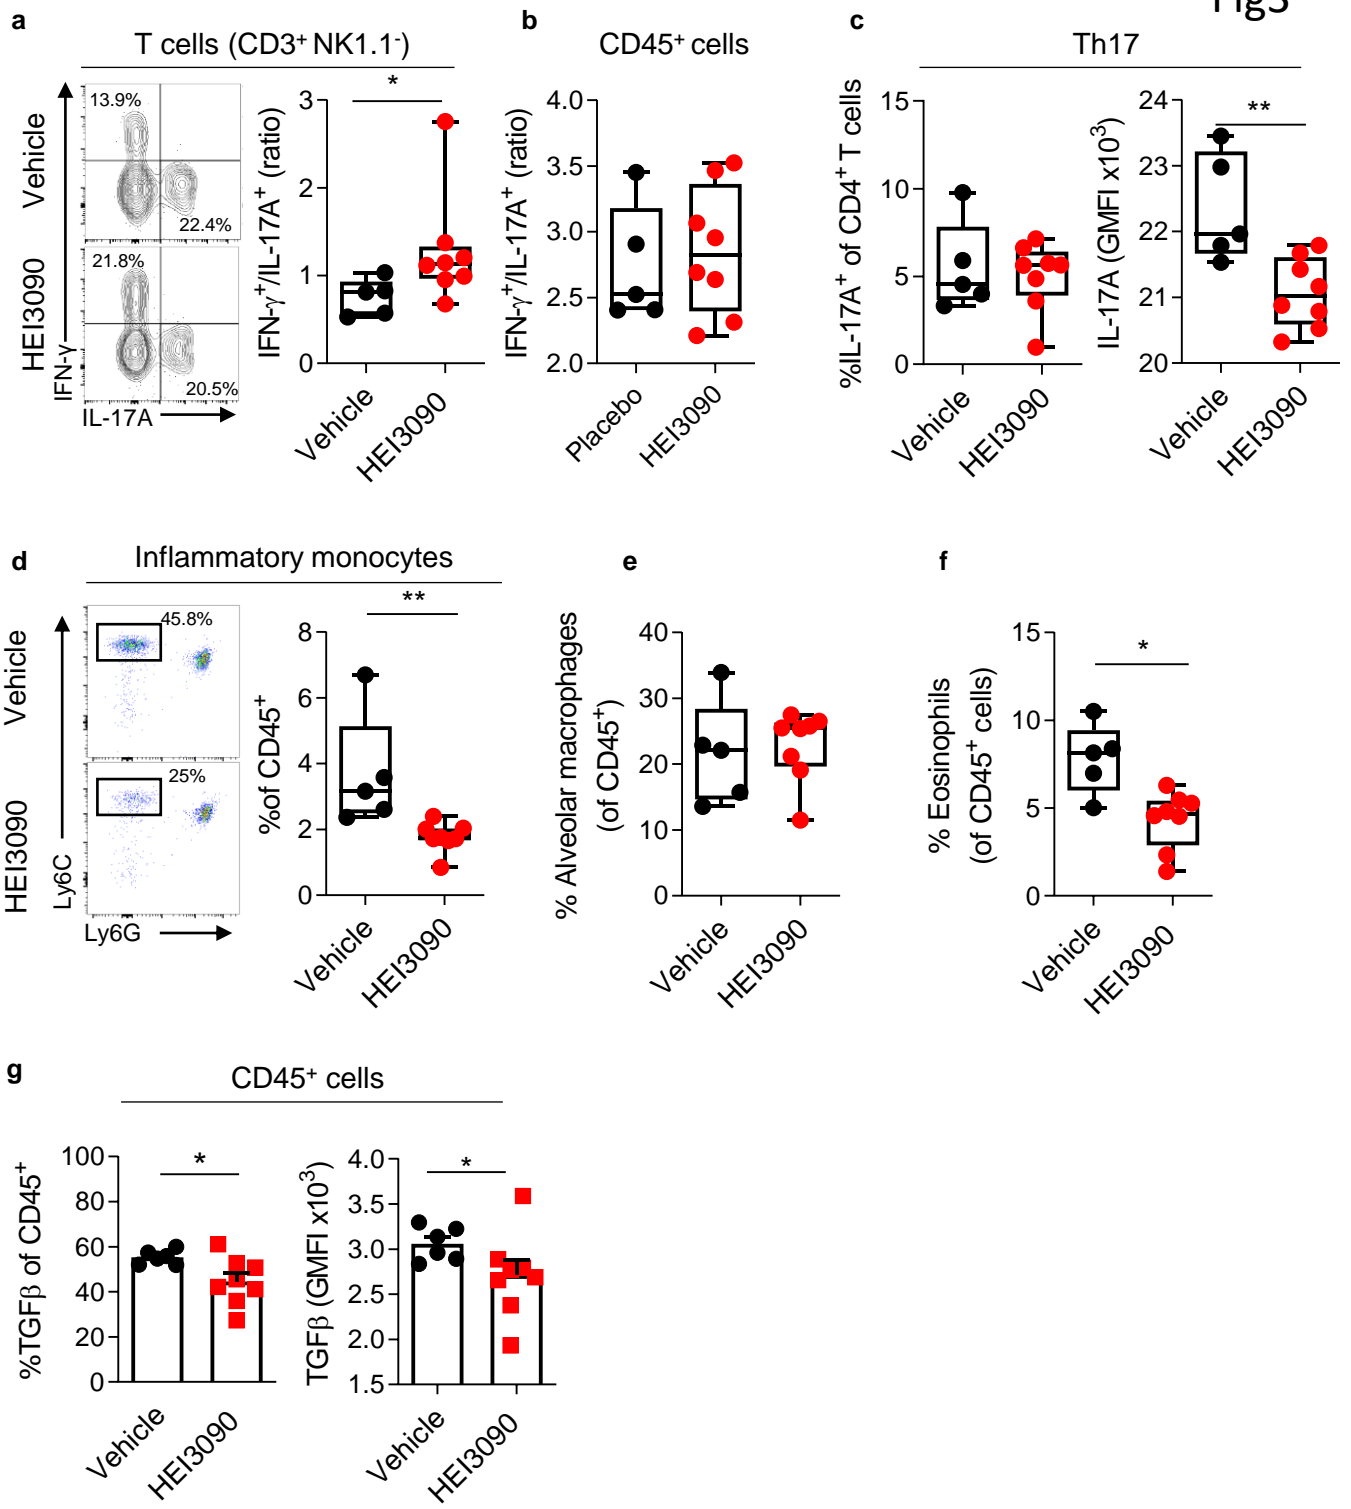 Fig3
a
T cells (CD3+ NK1.1-)
Vehicle
HEI3090
13.9%
22.4%
21.8%
20.5%
IFN-γ
IL-17A
IFN-γ+/IL-17A+ (ratio)
3
2
1
0
*
Vehicle
HEI3090
b
CD45+ cells
IFN-γ+/IL-17A+ (ratio)
4.0
3.5
3.0
2.5
2.0
Placebo
HEI3090
c
Th17
%IL-17A+ of CD4+ T cells
15
10
5
0
Vehicle
HEI3090
IL-17A (GMFI x103)
24
23
22
21
20
**
Vehicle
HEI3090
d
Inflammatory monocytes
Vehicle
HEI3090
45.8%
25%
Ly6C
Ly6G
%of CD45+
8
6
4
2
0
**
Vehicle
HEI3090
e
% Alveolar macrophages
(of CD45+)
40
30
20
10
0
Vehicle
HEI3090
f
% Eosinophils
(of CD45+ cells)
15
10
5
0
*
Vehicle
HEI3090
g
CD45+ cells
%TGFβ of CD45+
100
80
60
40
20
0
*
Vehicle
HEI3090
TGFβ (GMFI x103)
4.0
3.5
3.0
2.5
2.0
1.5
*
Vehicle
HEI3090